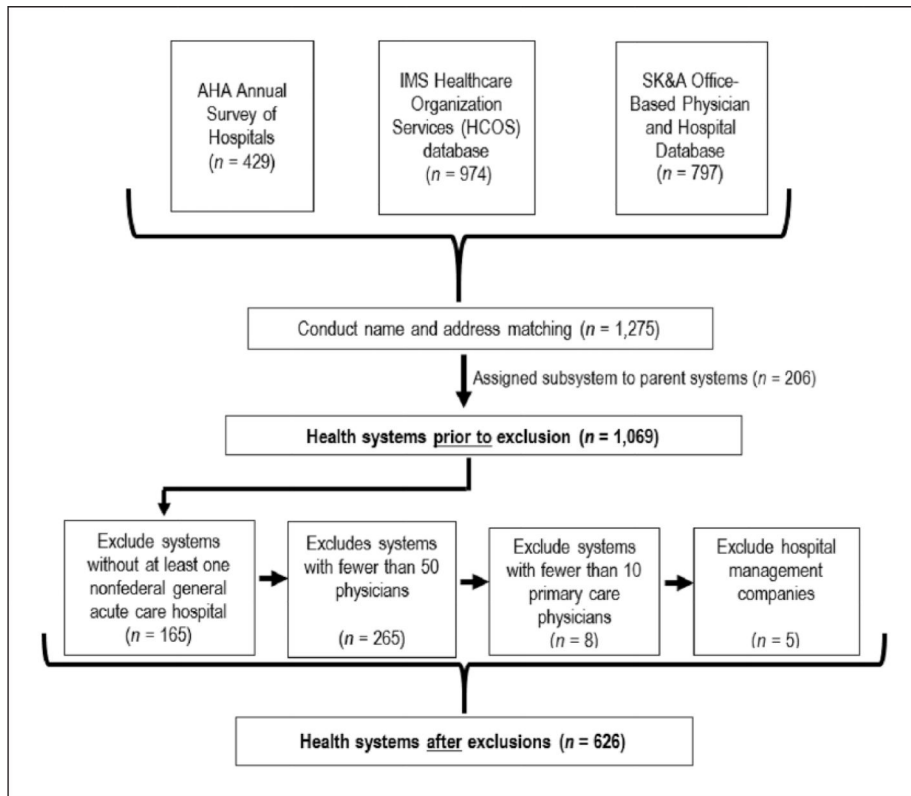 AHA Annual
Survey of
Hospitals
(n = 429)
IMS Healthcare
Organization
Services (HCOS)
database
(n = 974)
SK&A Office-
Based Physician
and Hospital
Database
(n = 797)
Conduct name and address matching (n = 1,275)
Assigned subsystem to parent systems (n = 206)
Health systems prior to exclusion (n = 1,069)
Exclude systems
without at least one
nonfederal general
acute care hospital
(n = 165)
Excludes systems
with fewer than 50
physicians
(n = 265)
Exclude systems
with fewer than 10
primary care
physicians
(n = 8)
Exclude hospital
management
companies
(n = 5)
Health systems after exclusions (n = 626)